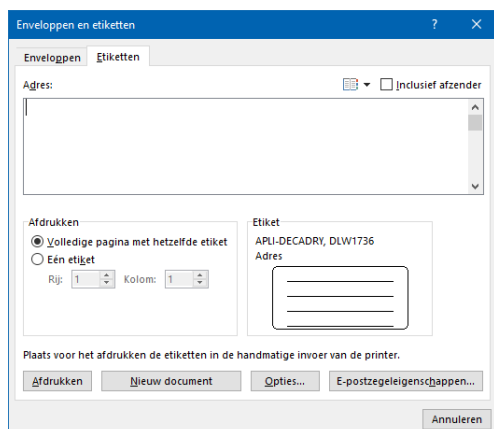 Enveloppen en etiketten
Enveloppen Etiketten
Adres: Inclusief afzender
Afdrukken
Volledige pagina met hetzelfde etiket
Eén etiket
Rij: 1 Kolom: 1
Etiket
APLI-DECADRY, DLW1736
Adres
Plaats voor het afdrukken de etiketten in de handmatige invoer van de printer.
Afdrukken Nieuw document Opties... E-postzegeleigenschappen...
Annuleren